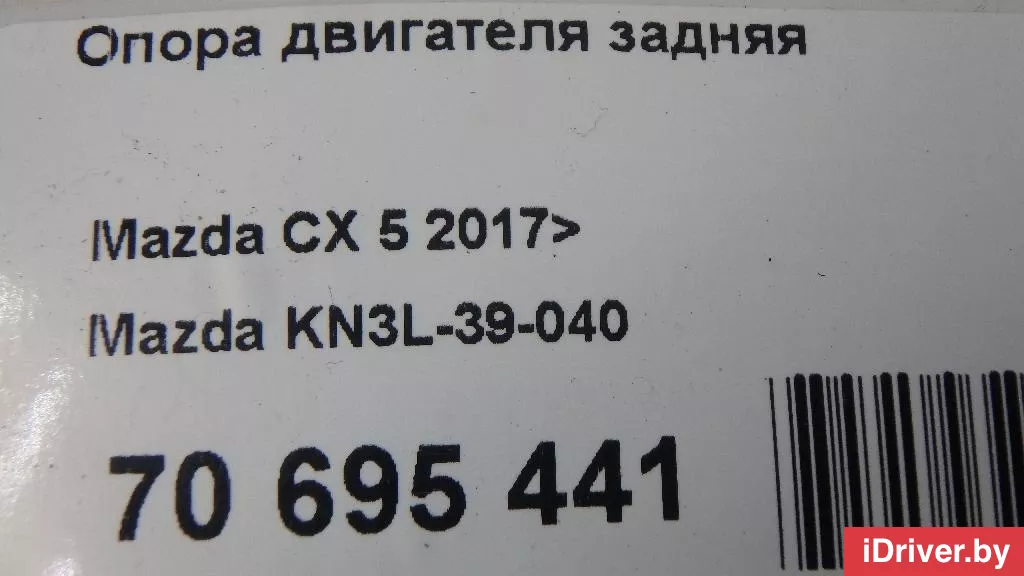 Опора двигателя задняя
Mazda CX 5 2017>
Mazda KN3L-39-040
70 695 441
iDriver.by